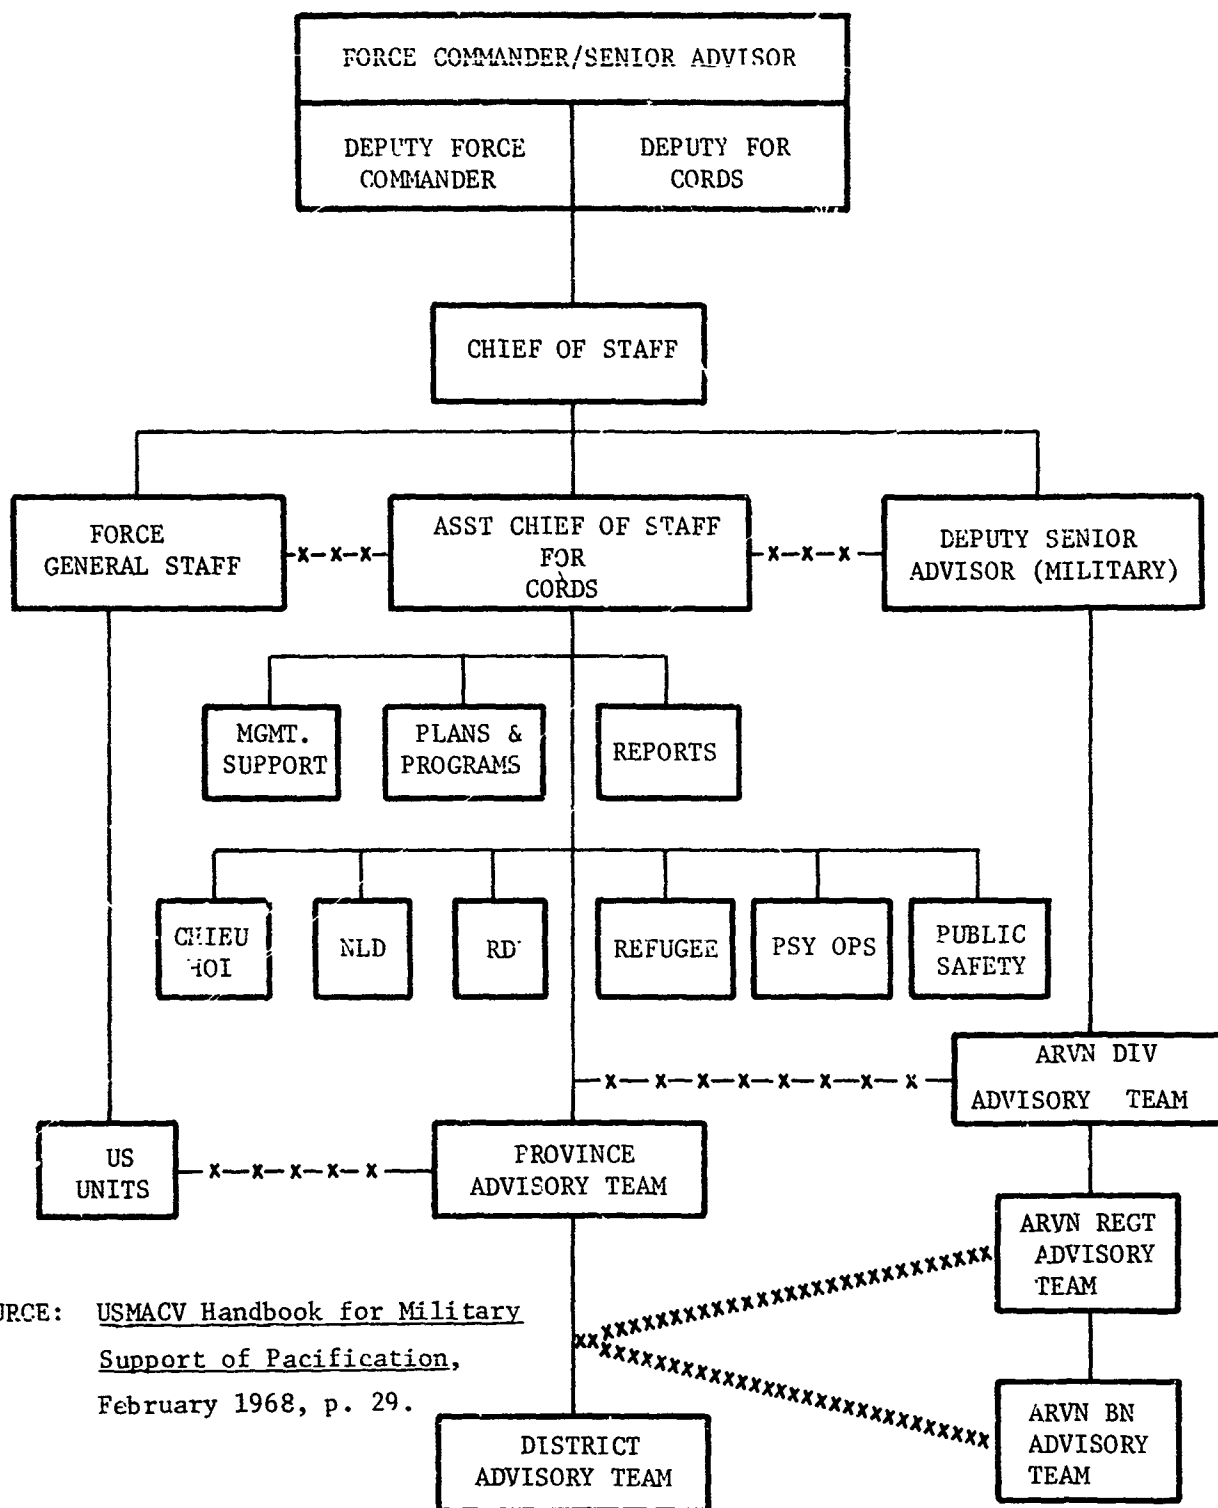 FORCE COMMANDER/SENIOR ADVISOR
DEPUTY FORCE
COMMANDER
DEPUTY FOR
CORDS
CHIEF OF STAFF
FORCE
GENERAL STAFF
-x-x-x-
ASST CHIEF OF STAFF
FOR
CORDS
-x-x-x-
DEPUTY SENIOR
ADVISOR (MILITARY)
MGMT.
SUPPORT
PLANS &
PROGRAMS
REPORTS
CHIEU
HOI
NLD
RD
REFUGEE
PSY OPS
PUBLIC
SAFETY
ARVN DIV
ADVISORY TEAM
-x-x-x-x-x-x-x-x-
US
UNITS
-x-x-x-x-x-
PROVINCE
ADVISORY TEAM
ARVN REGT
ADVISORY
TEAM
URCE: USMACV Handbook for Military
Support of Pacification,
February 1968, p. 29.
ARVN BN
ADVISORY
TEAM
DISTRICT
ADVISORY TEAM